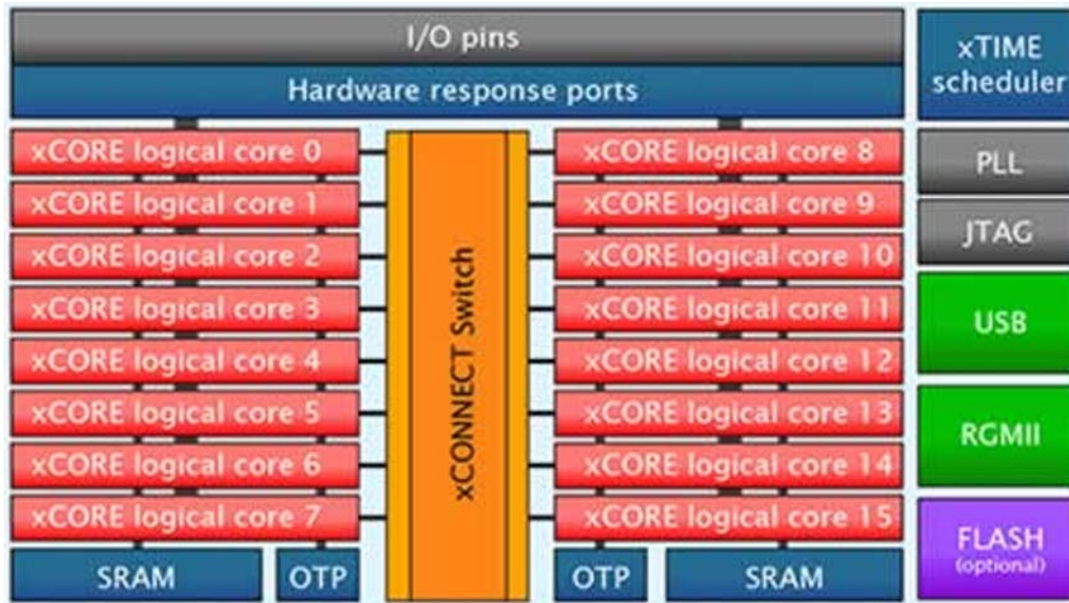 I/O pins
Hardware response ports
xTIME
scheduler
xCORE logical core 0
xCORE logical core 1
xCORE logical core 2
xCORE logical core 3
xCORE logical core 4
xCORE logical core 5
xCORE logical core 6
xCORE logical core 7
SRAM
OTP
xCONNECT Switch
xCORE logical core 8
xCORE logical core 9
xCORE logical core 10
xCORE logical core 11
xCORE logical core 12
xCORE logical core 13
xCORE logical core 14
xCORE logical core 15
OTP
SRAM
PLL
JTAG
USB
RGMII
FLASH
(optional)